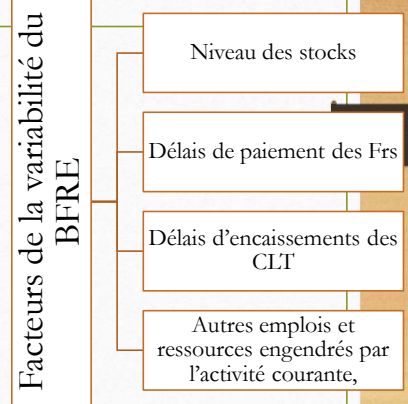 Facteurs de la variabilité du
BFRE
Niveau des stocks
Délais de paiement des Frs
Délais d'encaissements des
CLT
Autres emplois et
ressources engendrés par
l'activité courante,